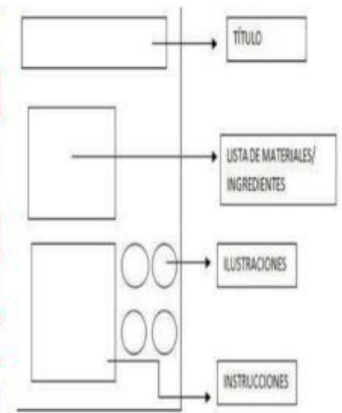 TÍTULO
LISTA DE MATERIALES/
INGREDIENTES
ILUSTRACIONES
INSTRUCCIONES